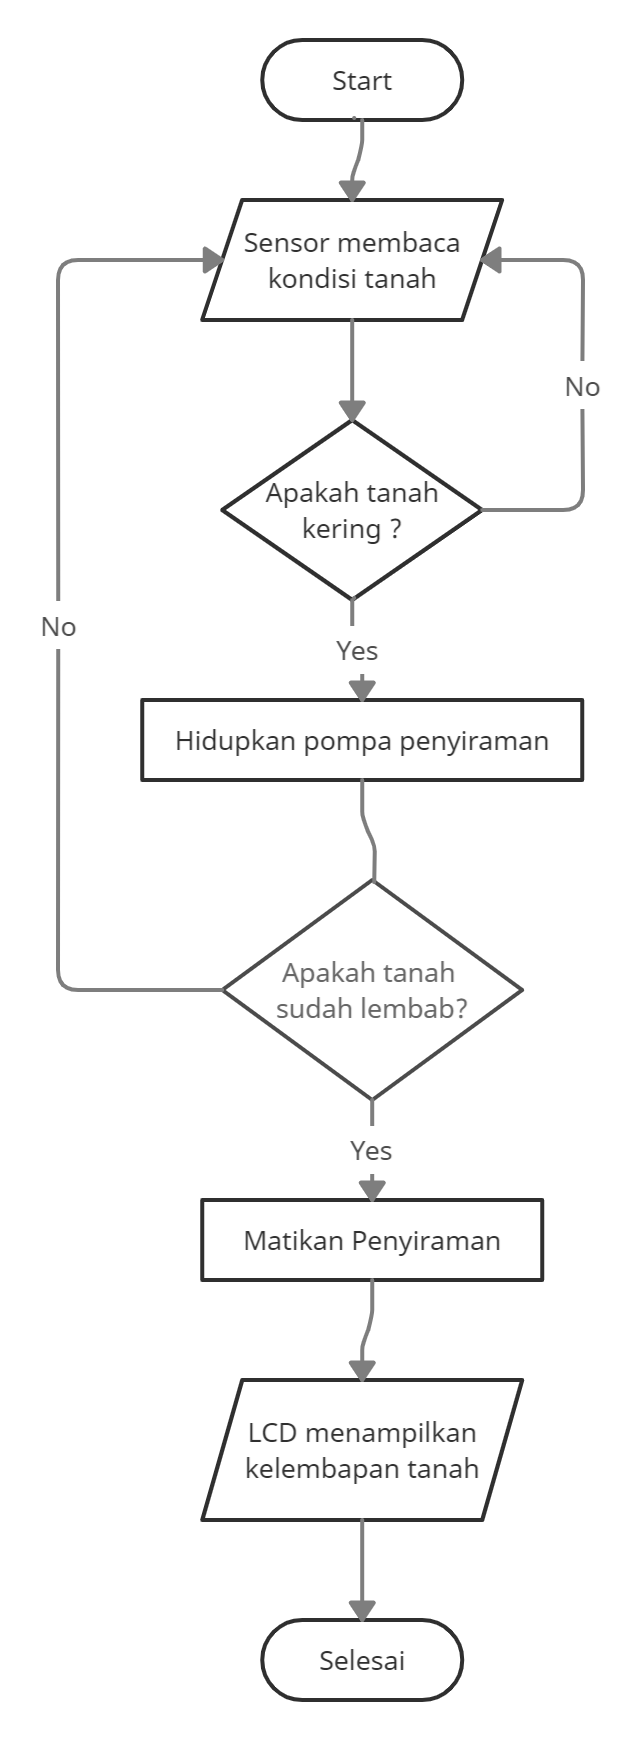 Start
Sensor membaca
kondisi tanah
No
Apakah tanah
kering ?
No
Yes
Hidupkan pompa penyiraman
Apakah tanah
sudah lembab?
Yes
Matikan Penyiraman
LCD menampilkan
kelembapan tanah
Selesai